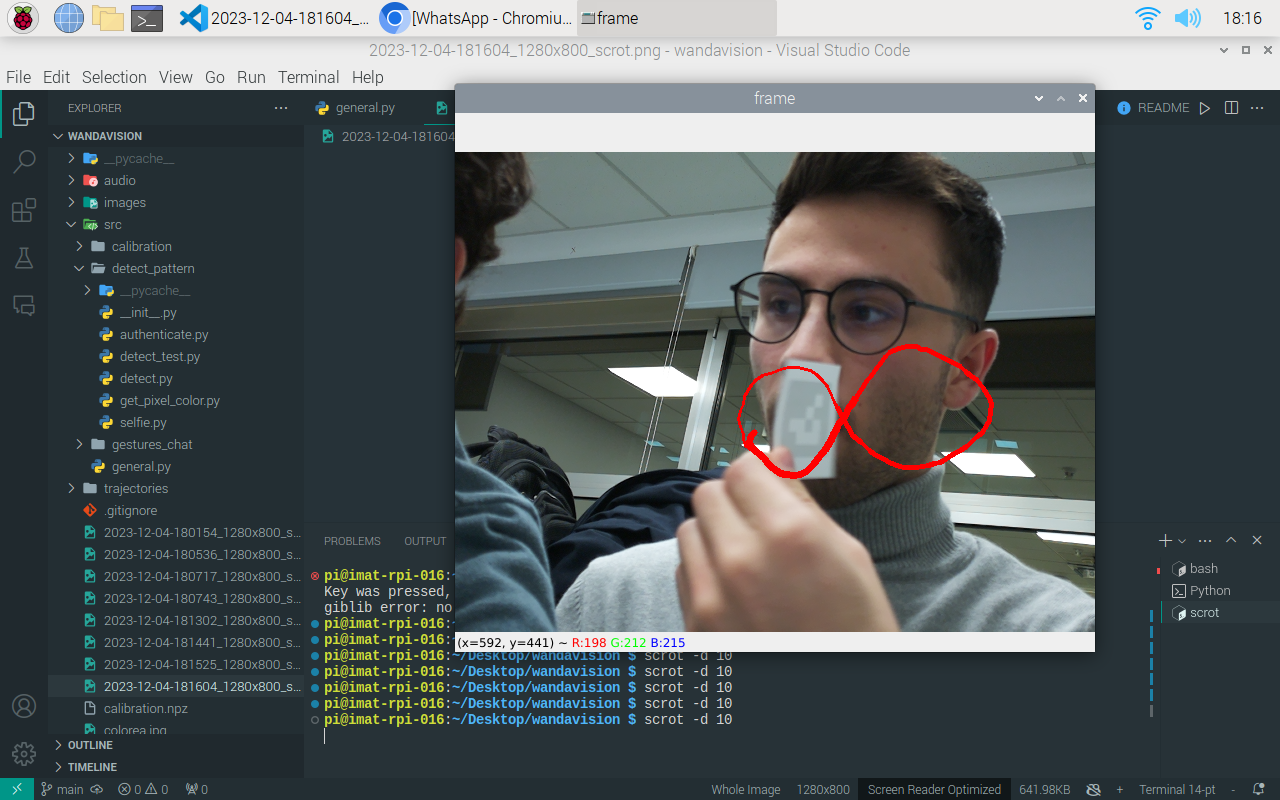 2023-12-04-181604_...
[WhatsApp - Chromiu...
frame
18:16
2023-12-04-181604_1280x800_scrot.png - wandavision - Visual Studio Code
File Edit Selection View Go Run Terminal Help
EXPLORER
general.py
frame
README
WANDAVISION
2023-12-04-181604
__pycache__
audio
images
src
calibration
detect_pattern
__pycache__
__init__.py
authenticate.py
detect_test.py
detect.py
get_pixel_color.py
selfie.py
gestures_chat
general.py
trajectories
.gitignore
2023-12-04-180154_1280x800_s...
2023-12-04-180536_1280x800_s...
2023-12-04-180717_1280x800_s...
2023-12-04-180743_1280x800_s...
2023-12-04-181302_1280x800_s...
2023-12-04-181441_1280x800_s...
2023-12-04-181525_1280x800_s...
2023-12-04-181604_1280x800_s...
calibration.npz
colorea.jpg
OUTLINE
TIMELINE
PROBLEMS OUTPUT
pi@imat-rpi-016:~
Key was pressed,
giblib error: no
pi@imat-rpi-016:~
pi@imat-rpi-016:~
(x=592, y=441) ~ R:198 G:212 B:215
pi@imat-rpi-016:~/Desktop/wandavision $ scrot -d 10
pi@imat-rpi-016:~/Desktop/wandavision $ scrot -d 10
pi@imat-rpi-016:~/Desktop/wandavision $ scrot -d 10
pi@imat-rpi-016:~/Desktop/wandavision $ scrot -d 10
pi@imat-rpi-016:~/Desktop/wandavision $ scrot -d 10
bash
Python
scrot
main
0 0
0
Whole Image
1280x800
Screen Reader Optimized
641.98KB
Terminal 14-pt